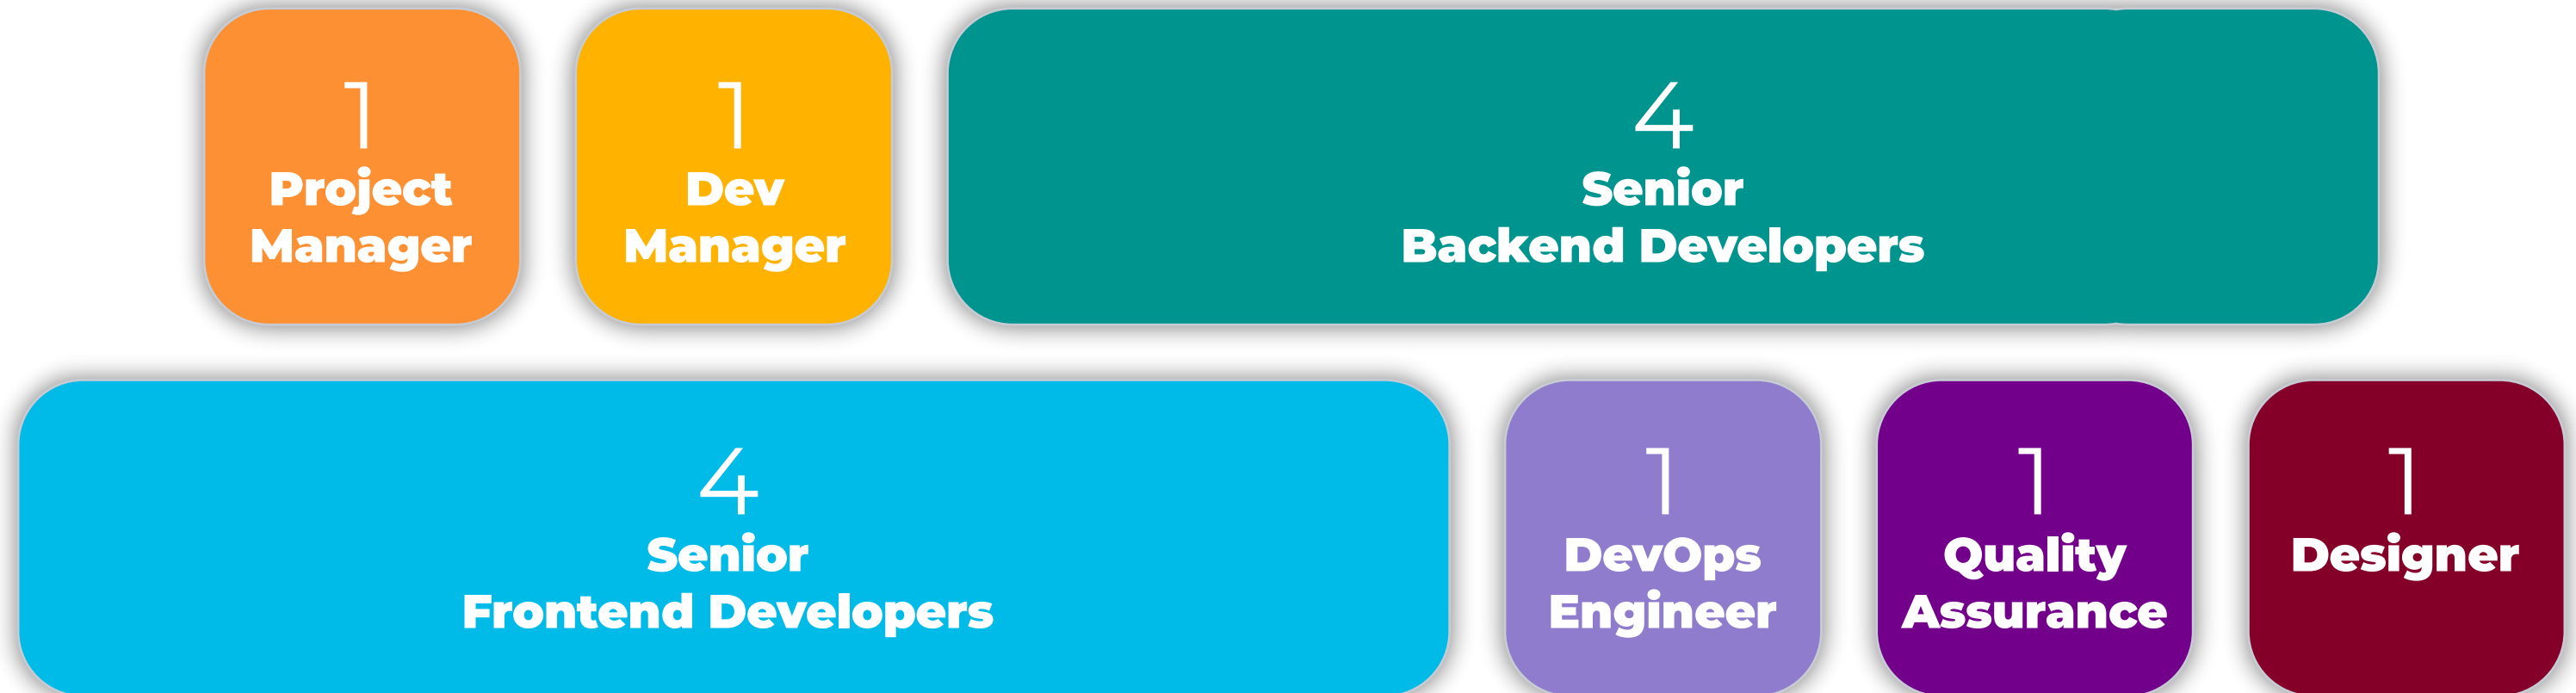 1
Project
Manager
1
Dev
Manager
4
Senior
Backend Developers
4
Senior
Frontend Developers
1
DevOps
Engineer
1
Quality
Assurance
1
Designer